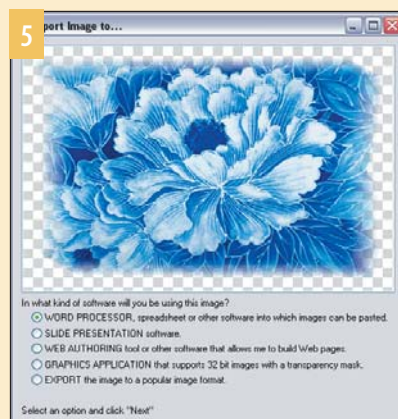 5
port Image to...
In what kind of software will you be using this image?
WORD PROCESSOR, spreadsheet or other software into which images can be pasted.
SLIDE PRESENTATION software.
WEB AUTHORING tool or other software that allows me to build Web pages.
GRAPHICS APPLICATION that supports 32 bit images with a transparency mask.
EXPORT the image to a popular image format.
Select an option and click "Next"